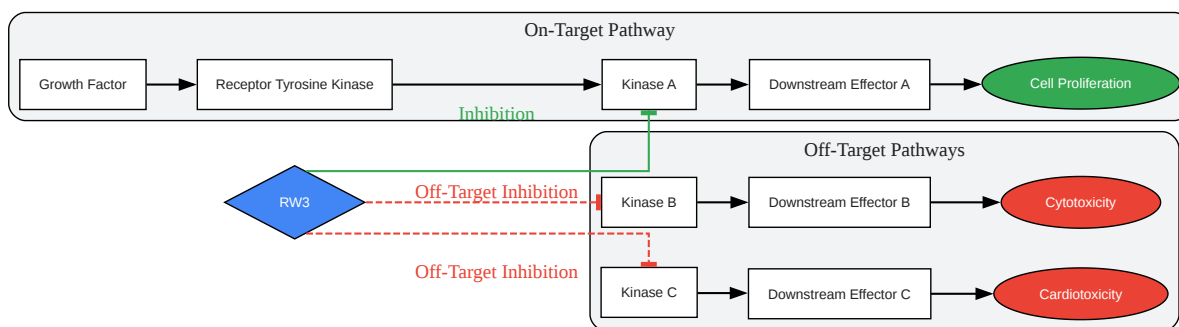 On-Target Pathway
Growth Factor
Receptor Tyrosine Kinase
Kinase A
Downstream Effector A
Cell Proliferation
Inhibition
Off-Target Pathways
RW3
Off-Target Inhibition
Kinase B
Downstream Effector B
Cytotoxicity
Off-Target Inhibition
Kinase C
Downstream Effector C
Cardiotoxicity